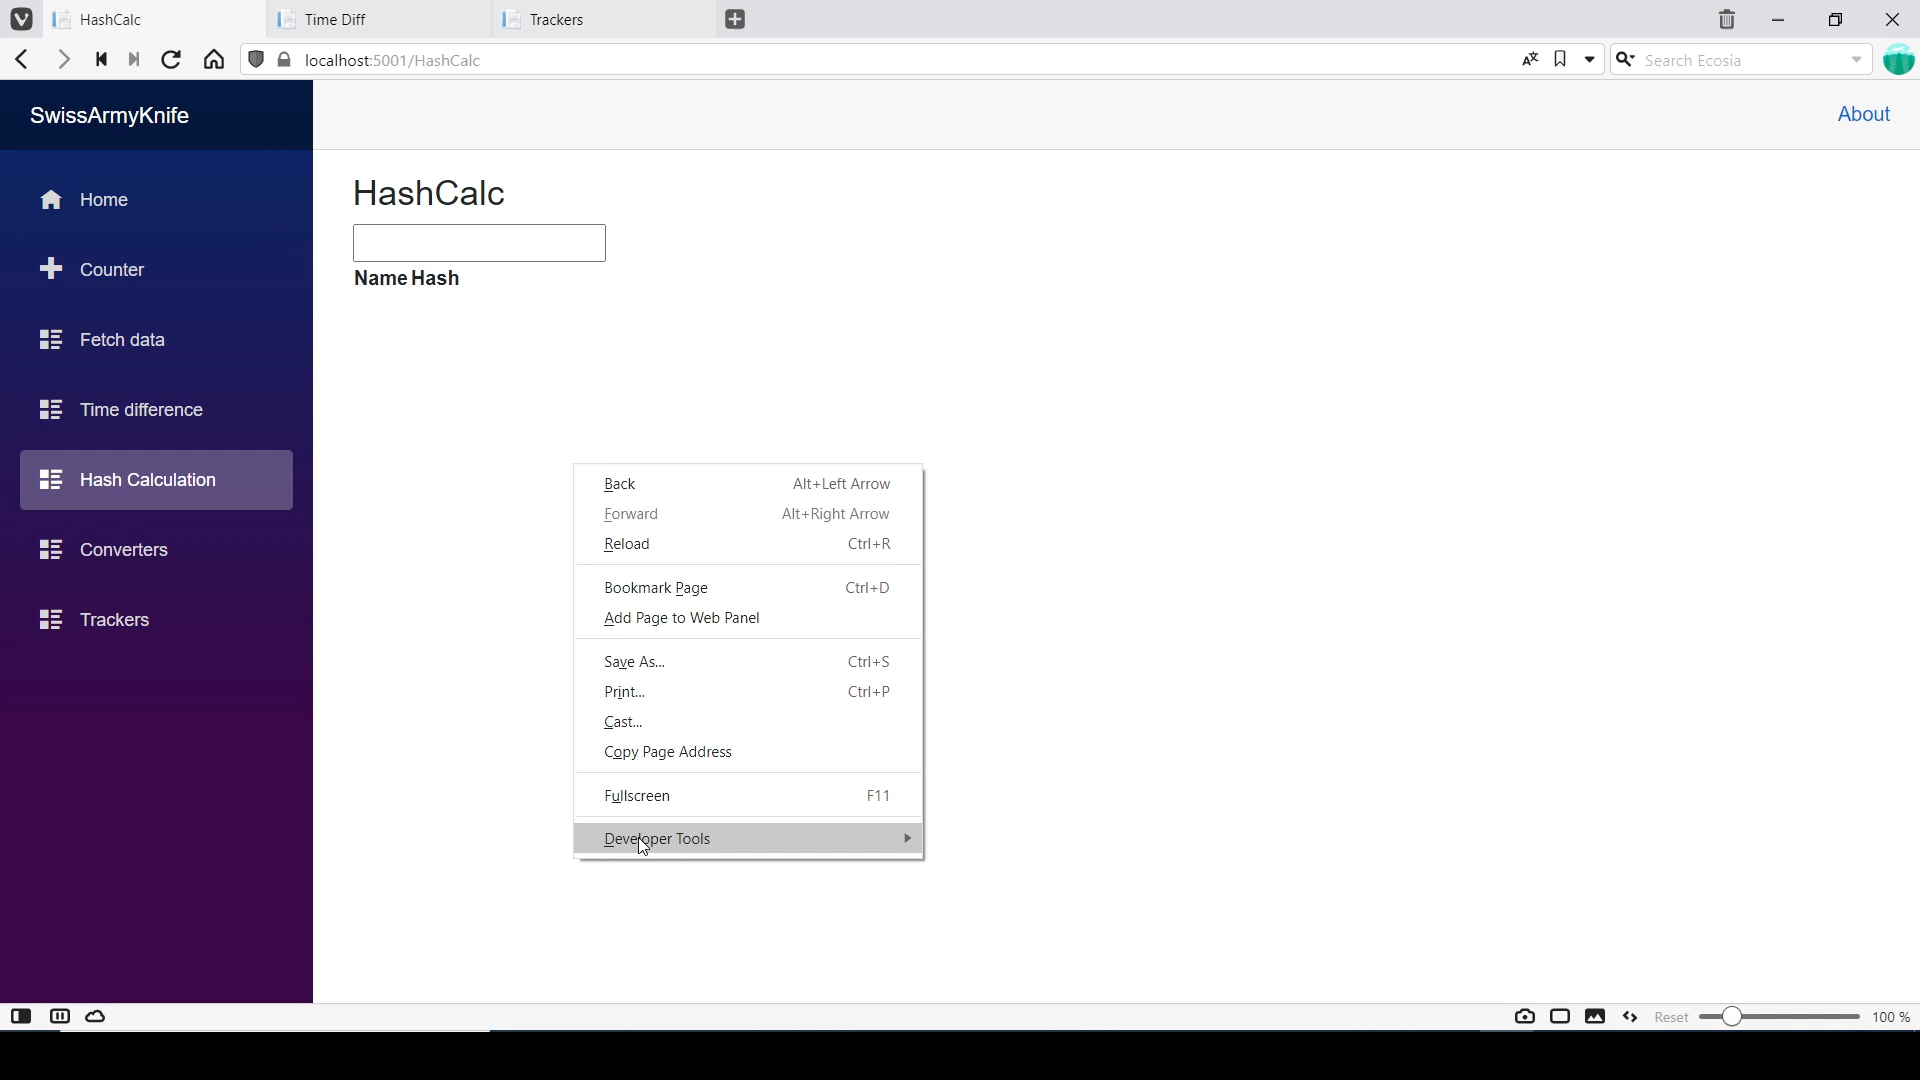 HashCalc
Time Diff
Trackers
localhost:5001/HashCalc
Search Ecosia
SwissArmyKnife
About
Home
Counter
Fetch data
Time difference
Hash Calculation
Converters
Trackers
HashCalc
Name Hash
Back Alt+Left Arrow
Forward Alt+Right Arrow
Reload Ctrl+R
Bookmark Page Ctrl+D
Add Page to Web Panel
Save As... Ctrl+S
Print... Ctrl+P
Cast...
Copy Page Address
Fullscreen F11
Developer Tools
Reset 100 %